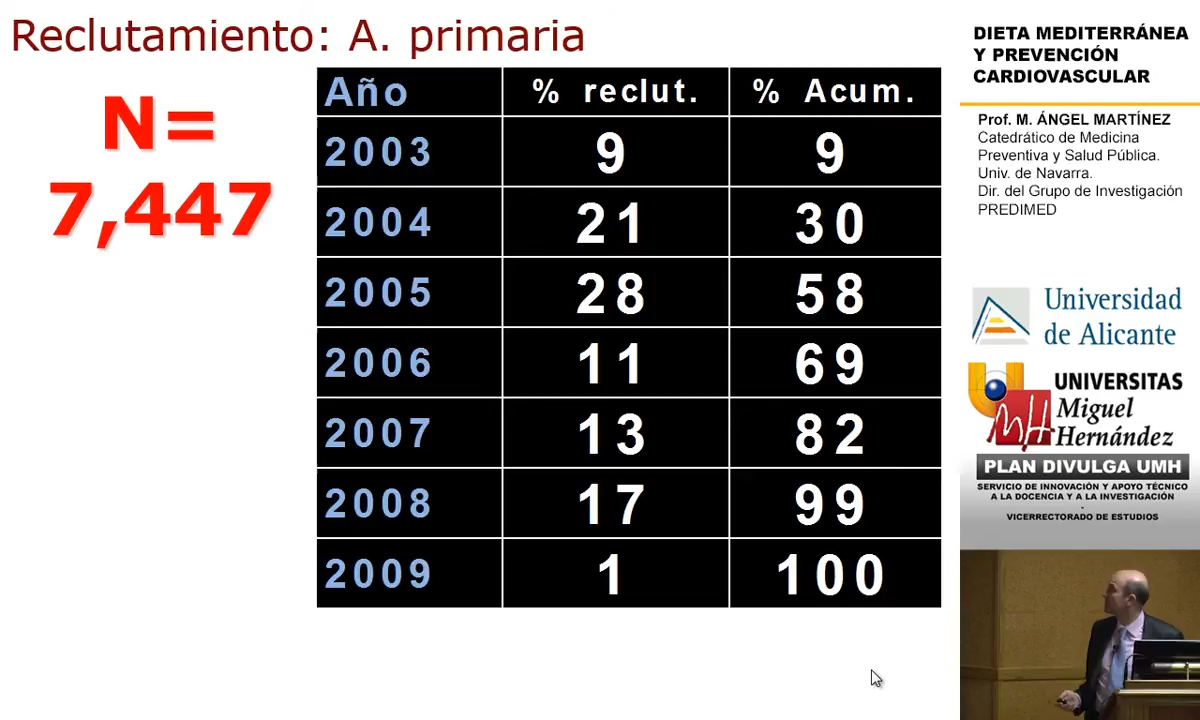 Reclutamiento: A. primaria
N=
7,447
Año % reclut. % Acum.
2003 9 9
2004 21 30
2005 28 58
2006 11 69
2007 13 82
2008 17 99
2009 1 100
DIETA MEDITERRÁNEA
Y PREVENCIÓN
CARDIOVASCULAR
Prof. M. ÁNGEL MARTÍNEZ
Catedrático de Medicina
Preventiva y Salud Pública.
Univ. de Navarra.
Dir. del Grupo de Investigación
PREDIMED
Universidad
de Alicante
UNIVERSITAS
Miguel
Hernández
PLAN DIVULGA UMH
SERVICIO DE INNOVACIÓN Y APOYO TÉCNICO
A LA DOCENCIA Y A LA INVESTIGACIÓN
-
VICERRECTORADO DE ESTUDIOS